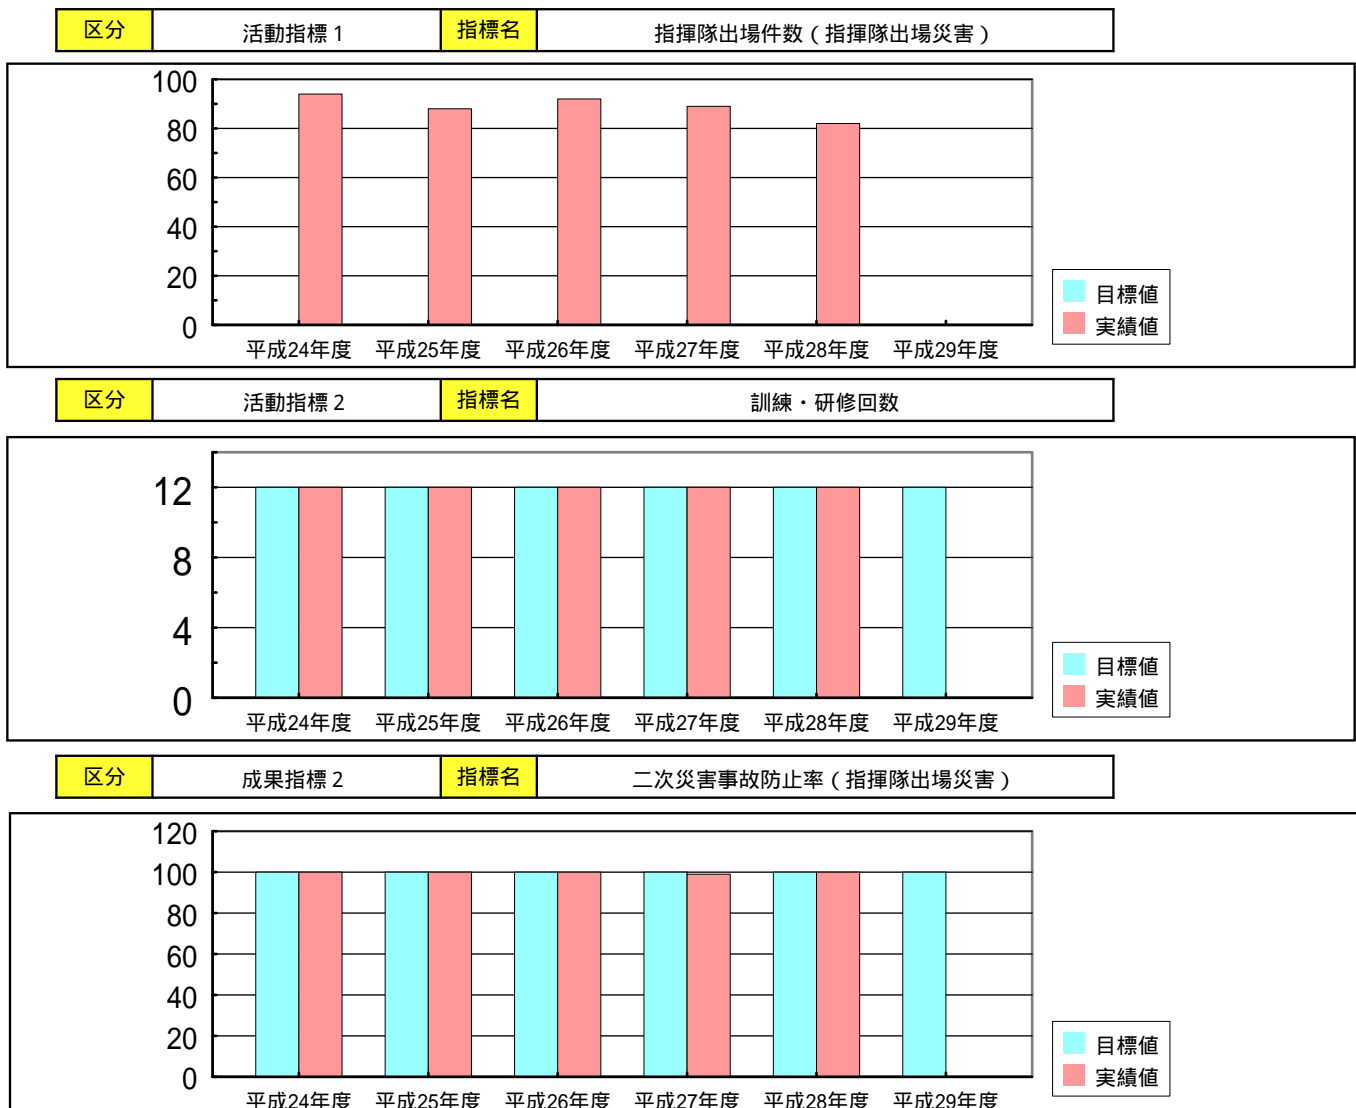 区分 活動指標１ 指標名 指揮隊出場件数（指揮隊出場災害）
100
80
60
40
20
0
平成24年度 平成25年度 平成26年度 平成27年度 平成28年度 平成29年度
目標値
実績値
区分 活動指標２ 指標名 訓練・研修回数
12
8
4
0
平成24年度 平成25年度 平成26年度 平成27年度 平成28年度 平成29年度
目標値
実績値
区分 成果指標２ 指標名 二次災害事故防止率（指揮隊出場災害）
120
100
80
60
40
20
0
平成24年度 平成25年度 平成26年度 平成27年度 平成28年度 平成29年度
目標値
実績値